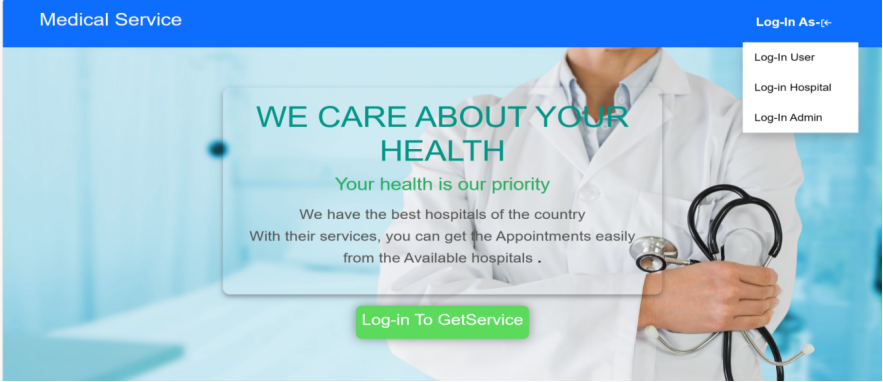 Medical Service
Log-In As-
Log-In User
Log-in Hospital
Log-In Admin
WE CARE ABOUT YOUR
HEALTH
Your health is our priority
We have the best hospitals of the country
With their services, you can get the Appointments easily
from the Available hospitals .
Log-in To GetService